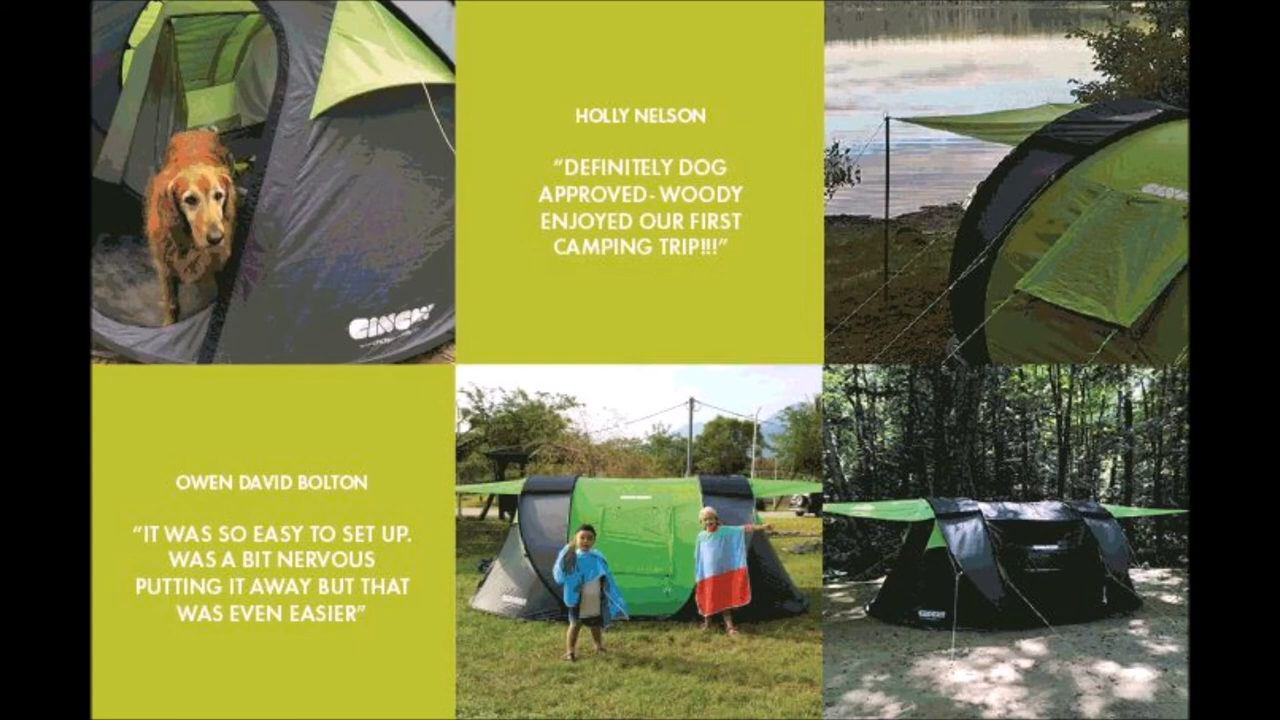 HOLLY NELSON
"DEFINITELY DOG
APPROVED- WOODY
ENJOYED OUR FIRST
CAMPING TRIP!!!"
CINCH
OWEN DAVID BOLTON
"IT WAS SO EASY TO SET UP.
WAS A BIT NERVOUS
PUTTING IT AWAY BUT THAT
WAS EVEN EASIER"